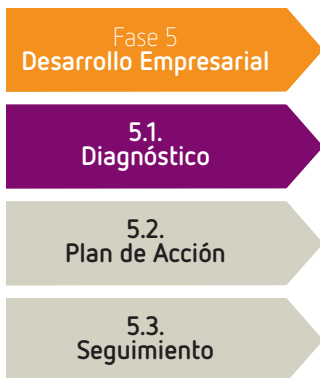 Fase 5
Desarrollo Empresarial
5.1.
Diagnóstico
5.2.
Plan de Acción
5.3.
Seguimiento